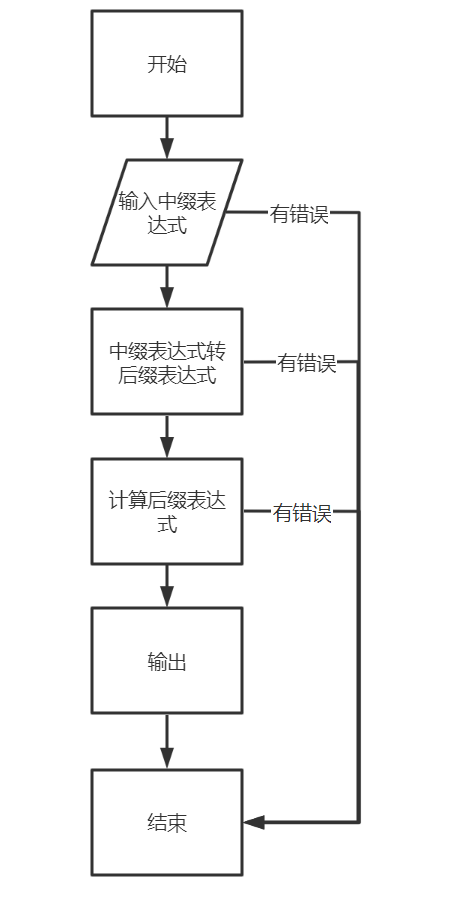 开始
输入中缀表
达式
有错误
中缀表达式转
后缀表达式
有错误
计算后缀表达
式
有错误
输出
结束